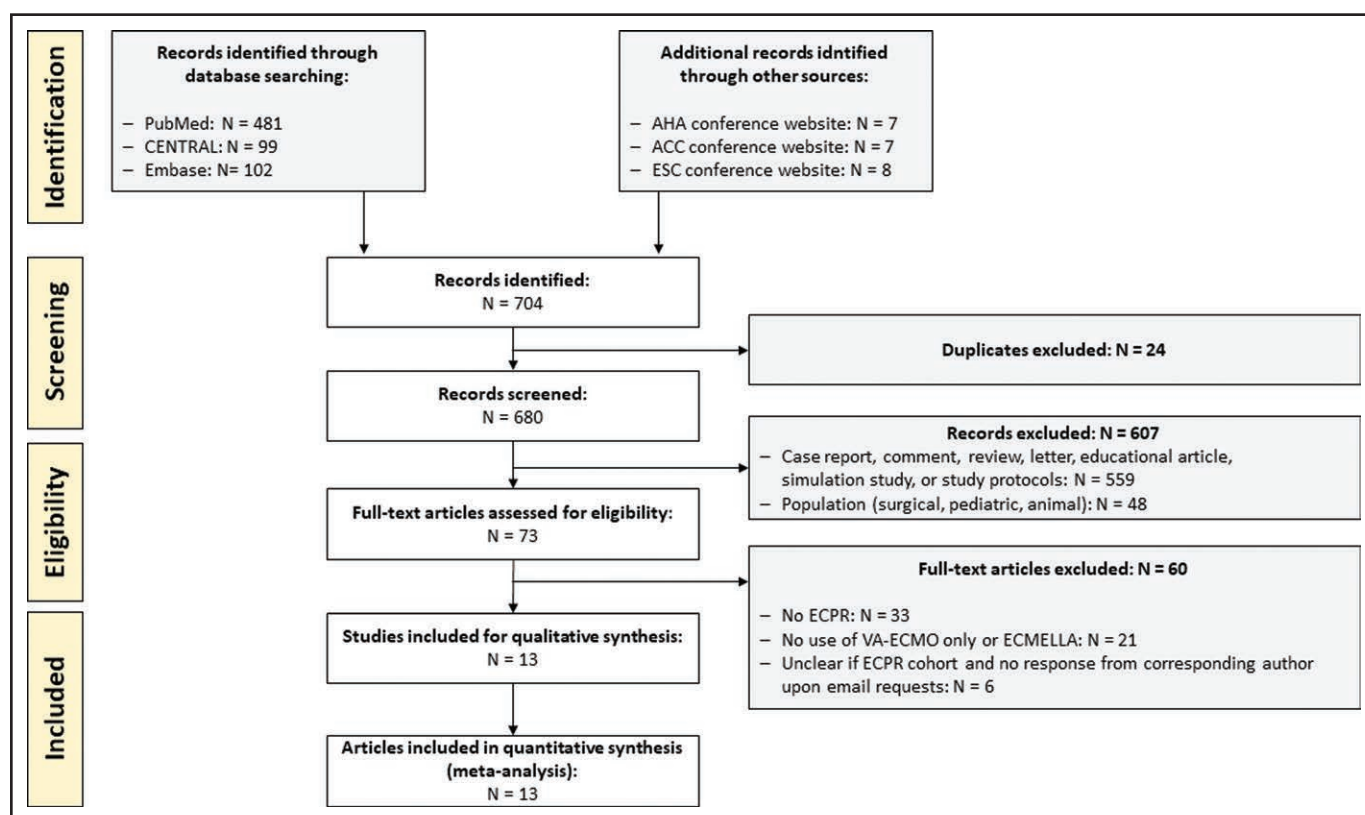 Identification
Records identified through
database searching:
– PubMed: N = 481
– CENTRAL: N = 99
– Embase: N= 102
Additional records idntified
through other sources:
– AHA conference website: N = 7
– ACC conference website: N = 7
– ESC conference website: N = 8
Screening
Records identified:
N = 704
Duplicates excluded: N = 24
Records screened:
N = 680
Records excluded: N = 607
– Case report, comment, review, letter, educational article,
simulation study, or study protocols: N = 559
– Population (surgical, pediatric, animal): N = 48
Eligibility
Full-text articles assessed for eligibility:
N = 73
Full-text articles excluded: N = 60
– No ECPR: N = 33
– No use of VA-ECMO only or ECMELLA: N = 21
– Unclear if ECPR cohort and no response from corresponding author
upon email requests: N = 6
Included
Studies included for qualitative synthesis:
N = 13
Articles included in quantitative synthesis
(meta-analysis):
N = 13